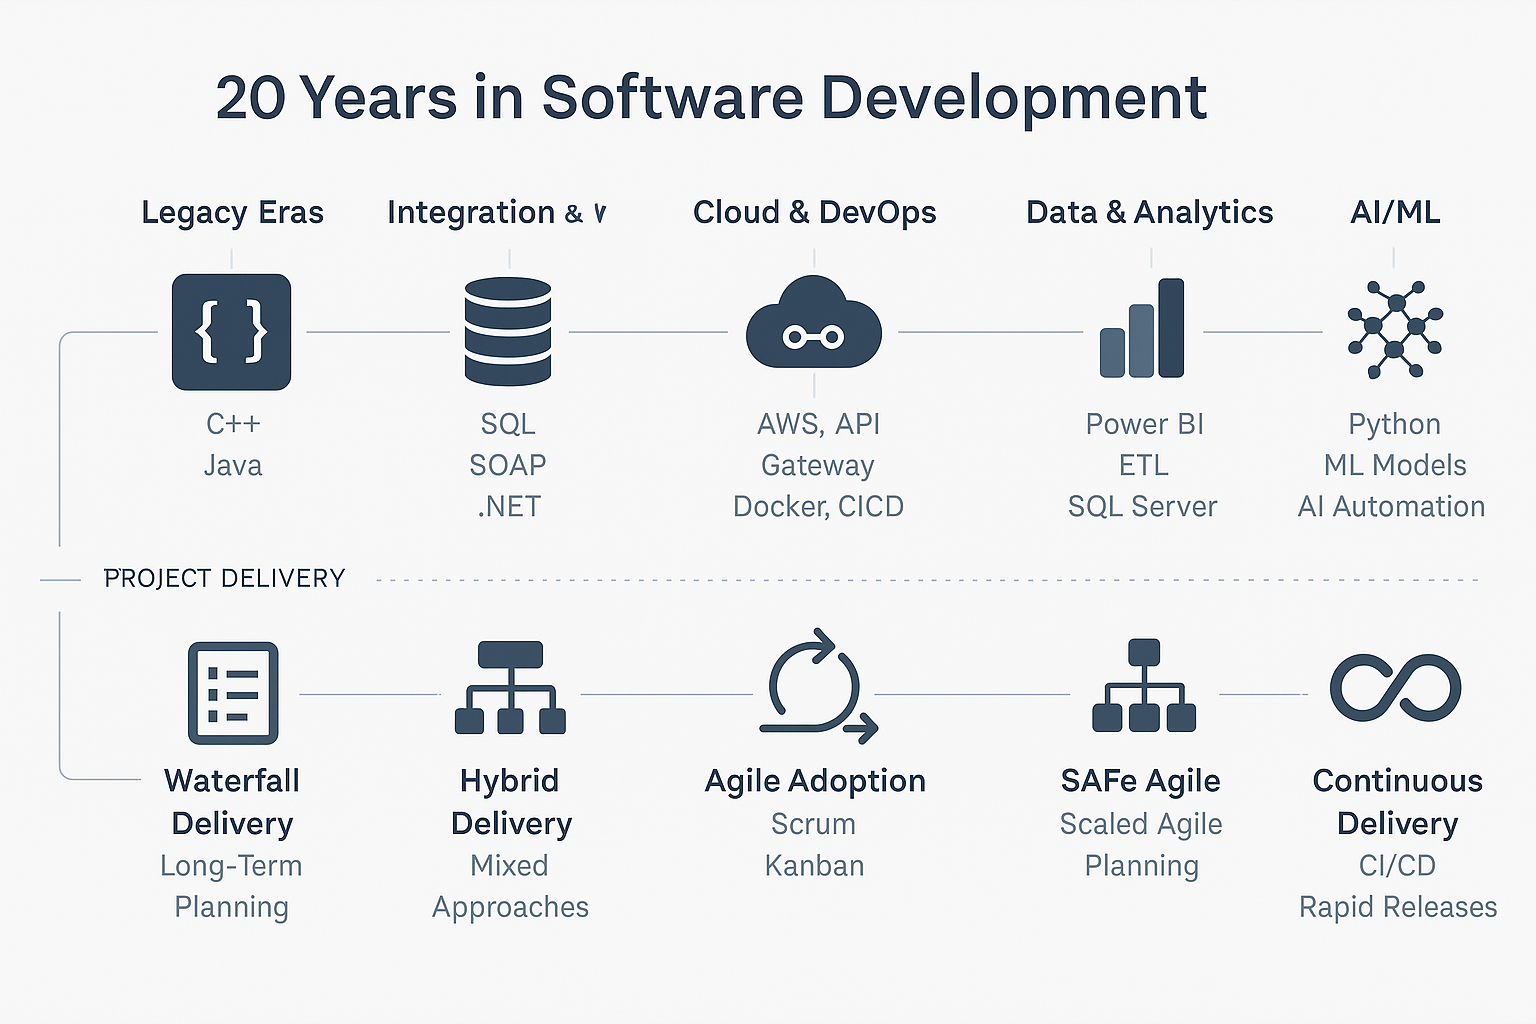 20 Years in Software Development
Legacy Eras
Integration &
Cloud & DevOps
Data & Analytics
AI/ML
{ }
C++
Java
SQL
SOAP
.NET
AWS, API
Gateway
Docker, CICD
Power BI
ETL
SQL Server
Python
ML Models
AI Automation
PROJECT DELIVERY
Waterfall
Delivery
Long-Term
Planning
Hybrid
Delivery
Mixed
Approaches
Agile Adoption
Scrum
Kanban
SAFe Agile
Scaled Agile
Planning
Continuous
Delivery
CI/CD
Rapid Releases